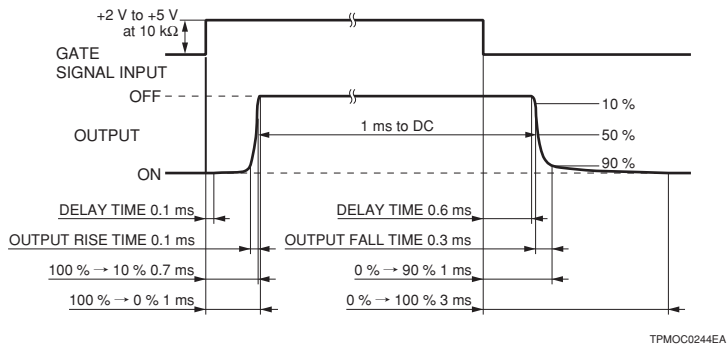 +2 V to +5 V
at 10 kΩ
GATE
SIGNAL INPUT
OFF
10 %
1 ms to DC
OUTPUT
50 %
90 %
ON
DELAY TIME 0.1 ms
DELAY TIME 0.6 ms
OUTPUT RISE TIME 0.1 ms
OUTPUT FALL TIME 0.3 ms
100 % → 10 % 0.7 ms
0 % → 90 % 1 ms
100 % → 0 % 1 ms
0 % → 100 % 3 ms
TPMOC0244EA